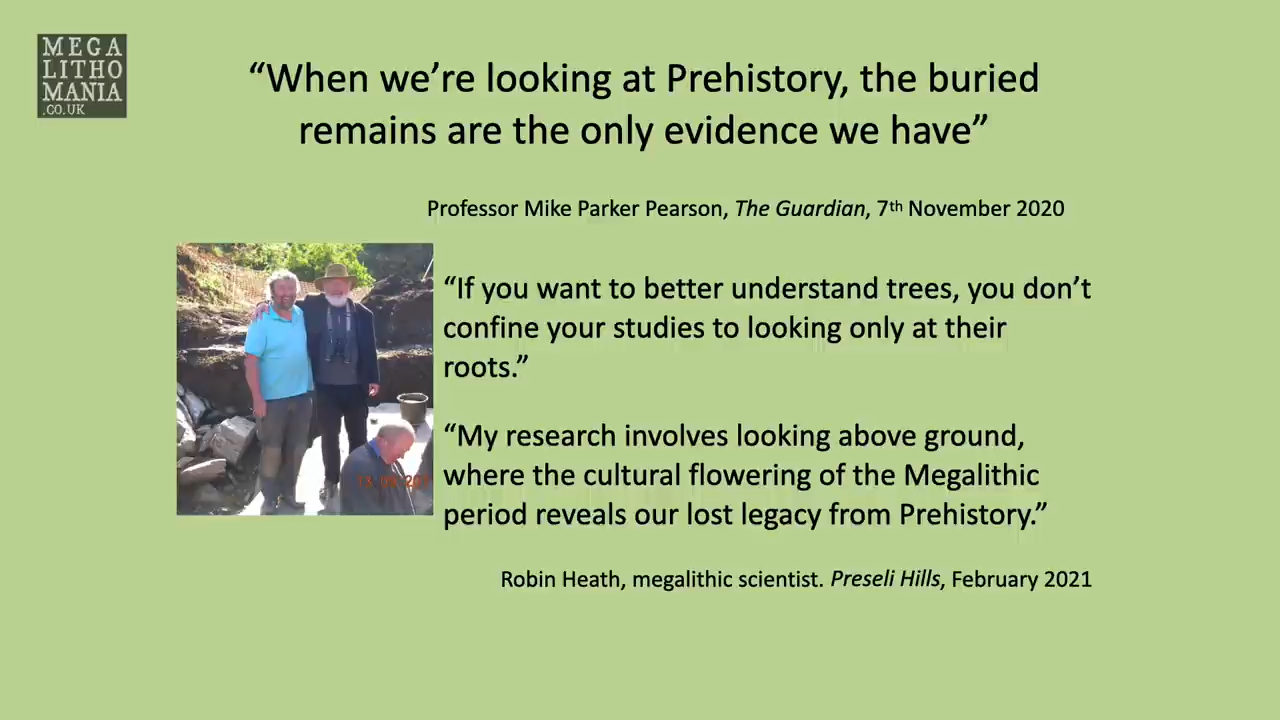 MEGA
LITHO
MANIA
.CO.UK
“When we’re looking at Prehistory, the buried
remains are the only evidence we have”
Professor Mike Parker Pearson, The Guardian, 7th November 2020
“If you want to better understand trees, you don’t
confine your studies to looking only at their
roots.”
“My research involves looking above ground,
where the cultural flowering of the Megalithic
period reveals our lost legacy from Prehistory.”
Robin Heath, megalithic scientist. Preseli Hills, February 2021